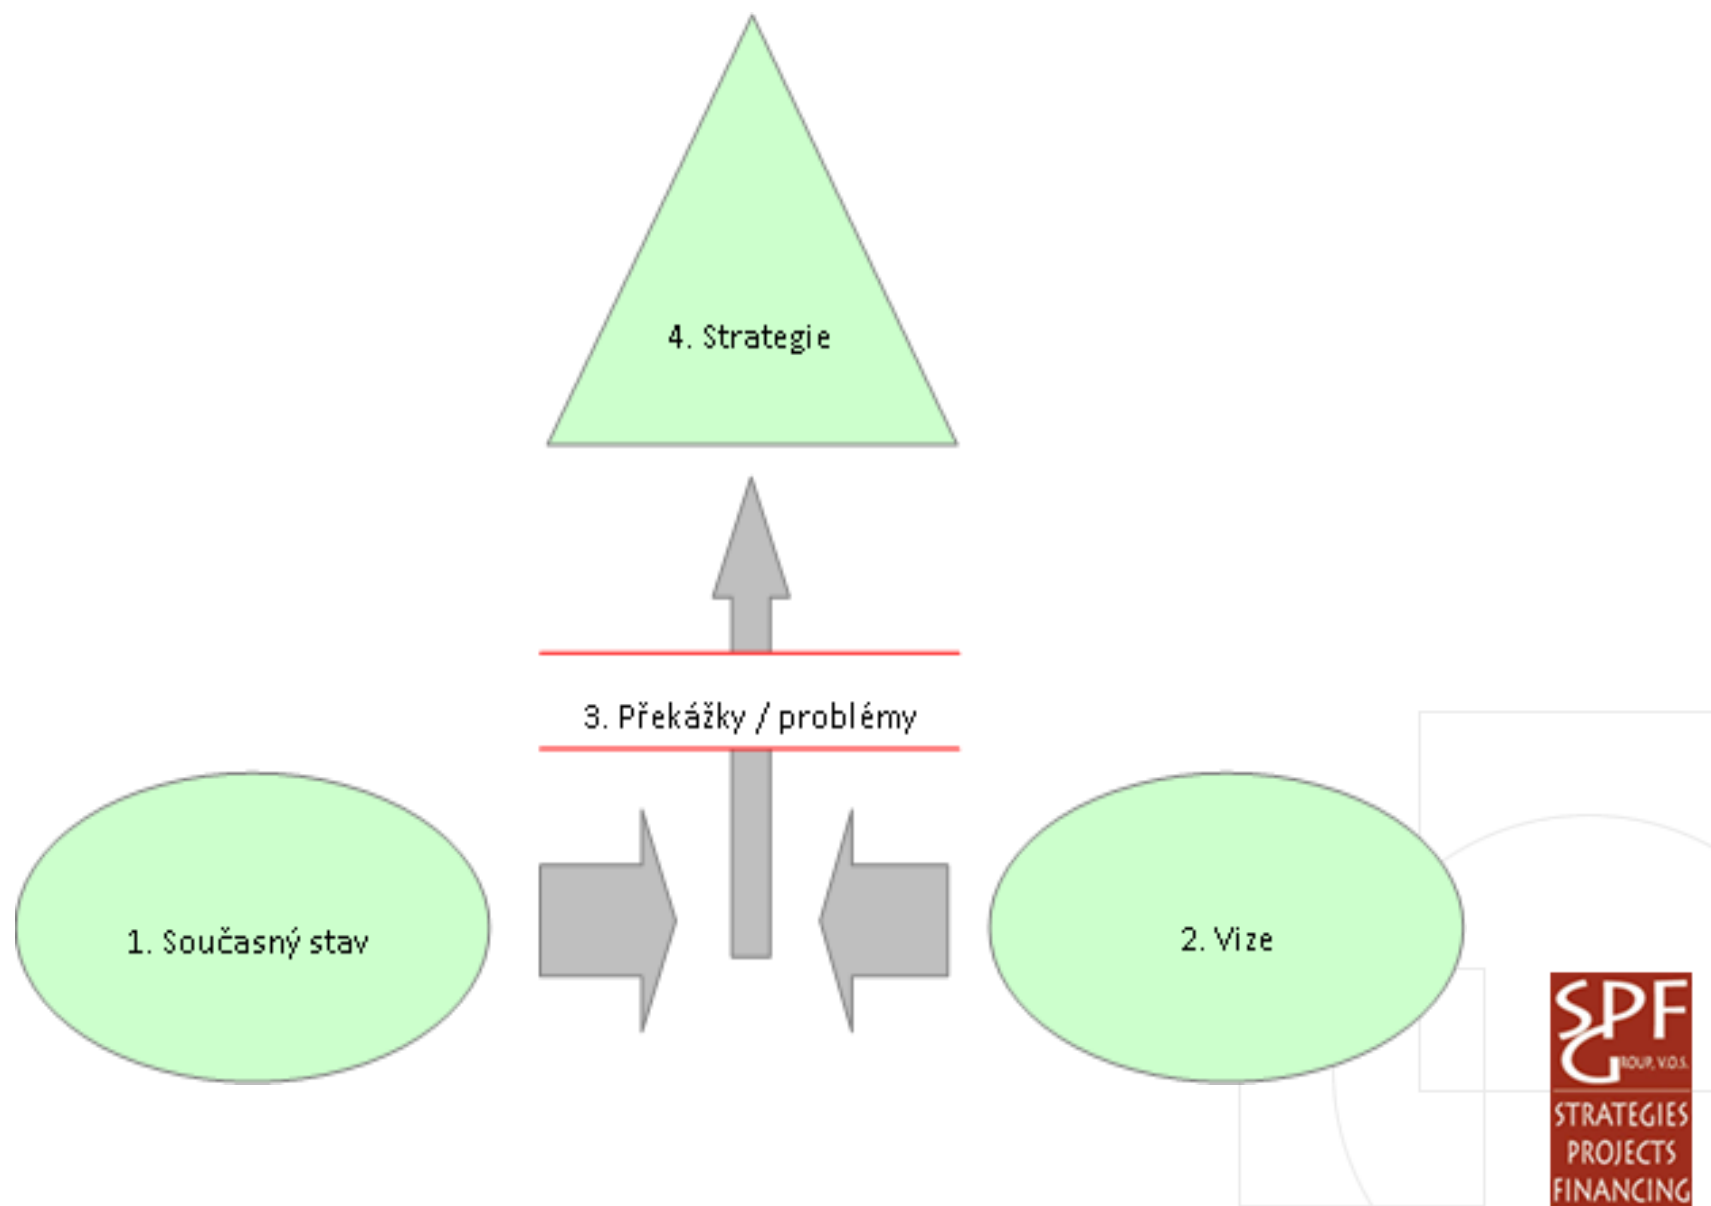 4. Strategie
3. Překážky / problémy
1. Současný stav
2. Vize
SPF
GROUP, V.O.S.
STRATEGIES
PROJECTS
FINANCING